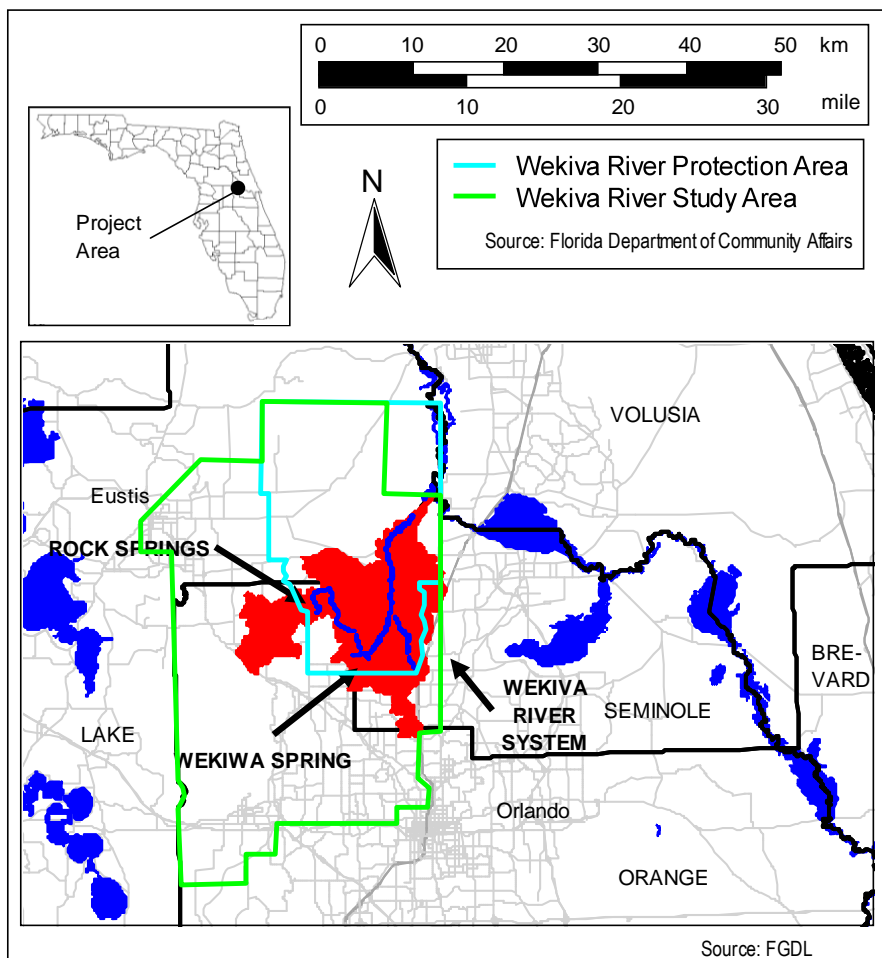 0 10 20 30 40 50 km
0 10 20 30 mile
Wekiva River Protection Area
Wekiva River Study Area
Source: Florida Department of Community Affairs
N
Project
Area
VOLUSIA
Eustis
ROCK SPRINGS
BRE-
VARD
WEKIVA
RIVER
SYSTEM
SEMINOLE
LAKE
WEKIWA SPRING
Orlando
ORANGE
Source: FGDL